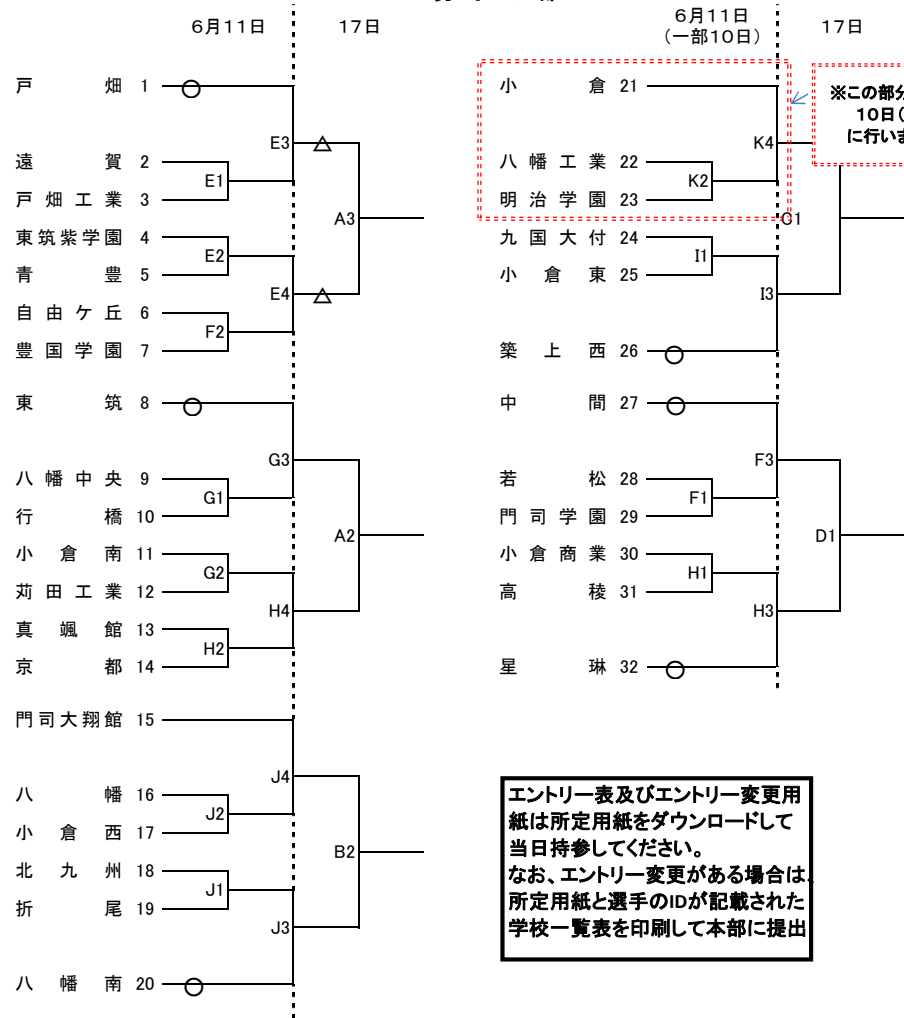 6月11日
17日
戸畑 1
E3
遠賀 2
E1
戸畑工業 3
A3
東筑紫学園 4
E2
青豊 5
E4
自由ケ丘 6
F2
豊国学園 7
東筑 8
G3
八幡中央 9
G1
行橋 10
A2
小倉南 11
G2
苅田工業 12
H4
真颯館 13
H2
京都 14
門司大翔館 15
J4
八幡 16
J2
小倉西 17
B2
北九州 18
J1
折尾 19
J3
八幡南 20
6月11日
(一部10日)
17日
小倉 21
※この部分
10日(
に行いま
K4
八幡工業 22
K2
明治学園 23
G1
九国大付 24
I1
小倉東 25
I3
築上西 26
中間 27
F3
若松 28
F1
門司学園 29
D1
小倉商業 30
H1
高稜 31
H3
星琳 32
エントリー表及びエントリー変更用
紙は所定用紙をダウンロードして
当日持参してください。
なお、エントリー変更がある場合は、
所定用紙と選手のIDが記載された
学校一覧表を印刷して本部に提出